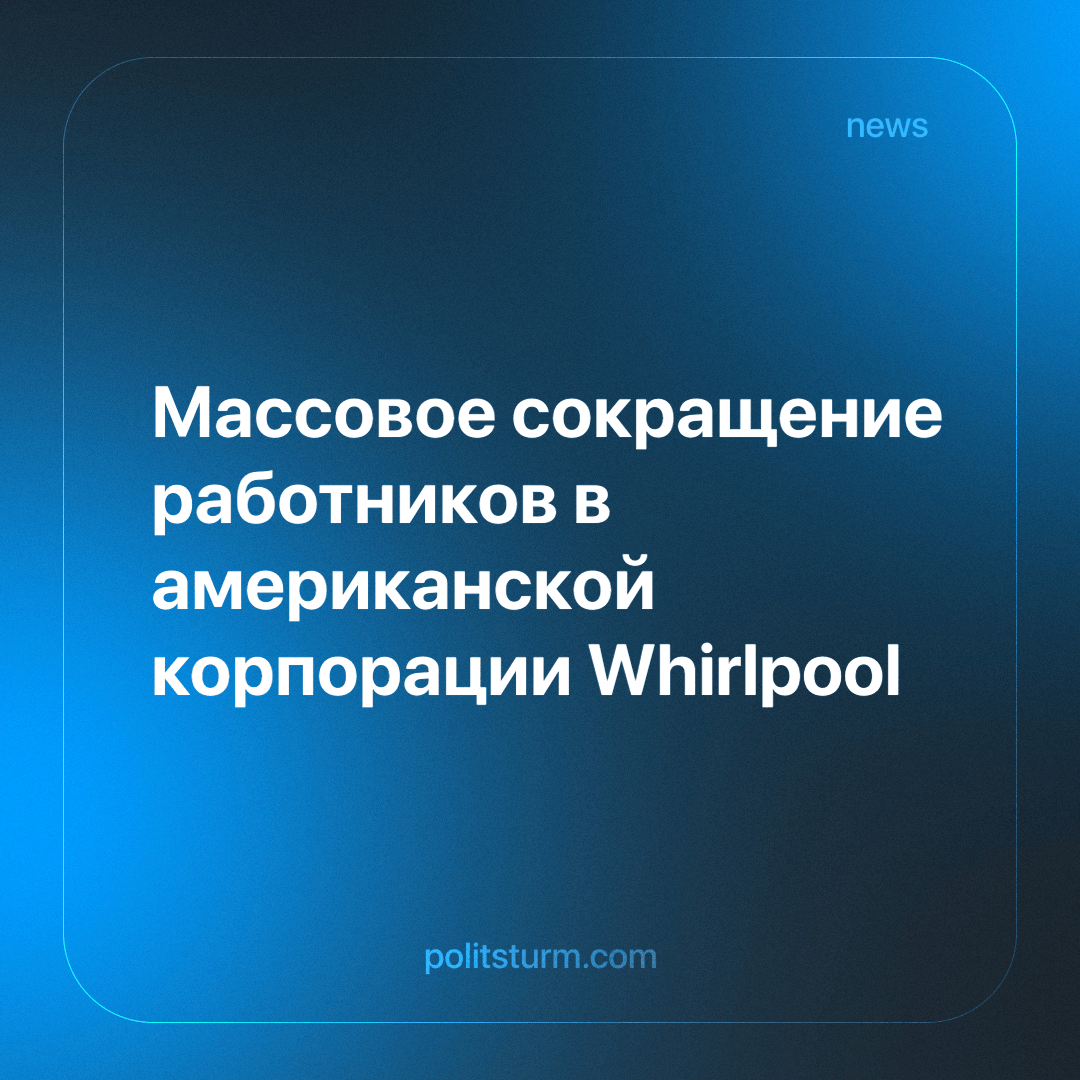 news
Массовое сокращение
работников в
американской
корпорации Whirlpool
politsturm.com